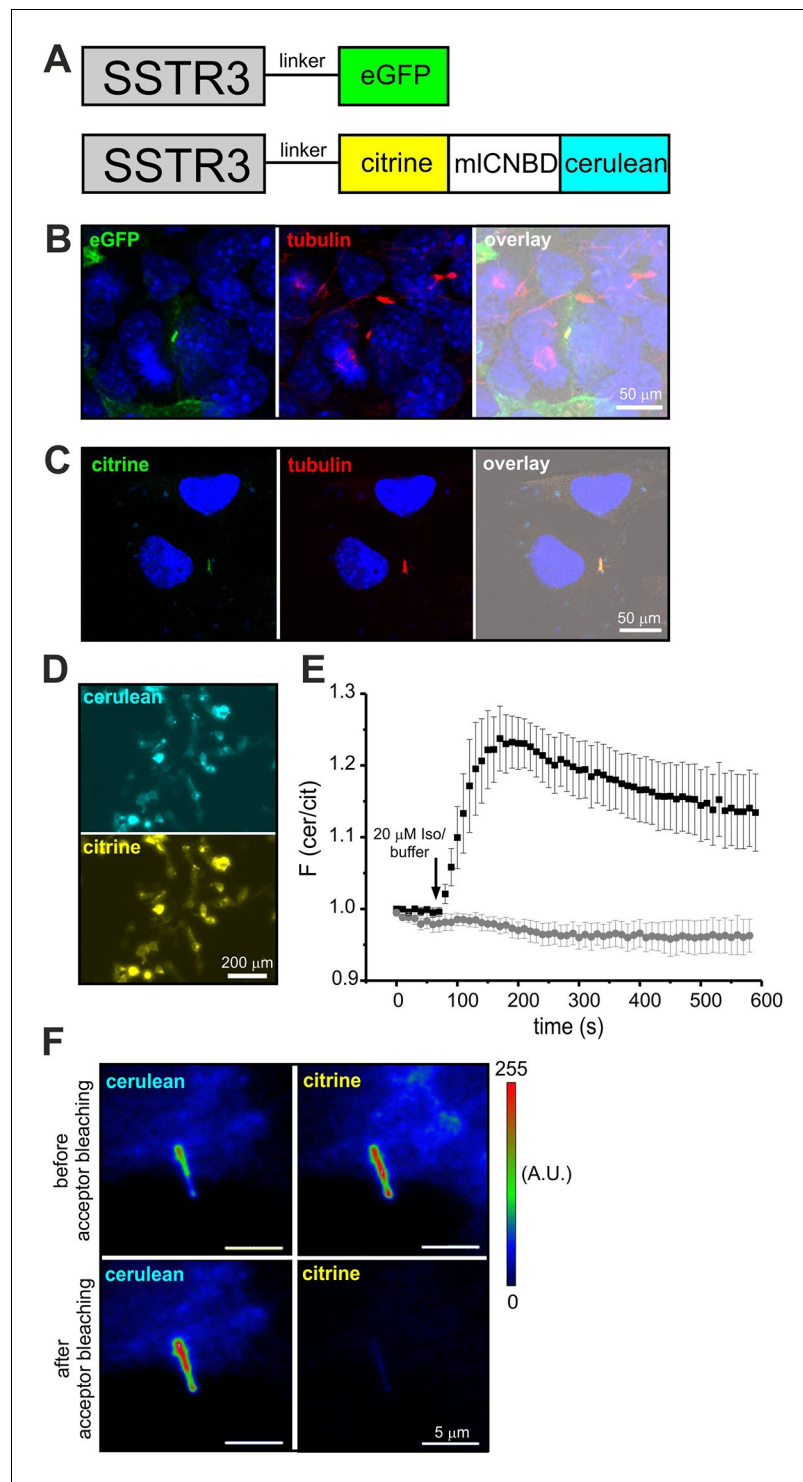 A
SSTR3
linker
eGFP
SSTR3
linker
citrine
mlCNBD
cerulean
B
eGFP
tubulin
overlay
50 μm
C
citrine
tubulin
overlay
50 μm
D
cerulean
citrine
200 μm
E
1.3
1.2
1.1
1.0
0.9
F (cer/cit)
20 μM Iso/
buffer
0
100
200
300
400
500
600
time (s)
F
before
acceptor bleaching
cerulean
citrine
255
(A.U.)
0
after
acceptor bleaching
cerulean
citrine
5 μm